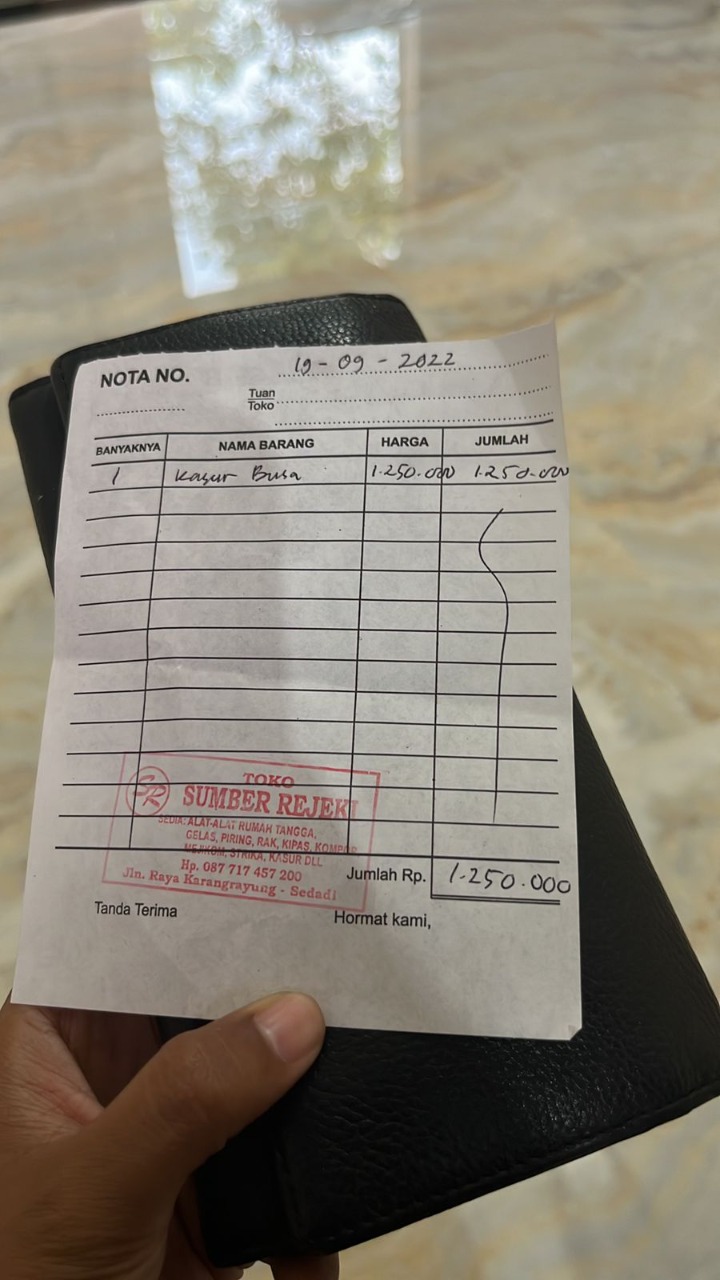 NOTA NO.
19 - 09 - 2022
Tuan
Toko
BANYAKNYA NAMA BARANG HARGA JUMLAH
1 Kasur Busa 1.250.000 1.250.000
SR
TOKO
SUMBER REJEKI
SEDIA: ALAT-ALAT RUMAH TANGGA,
GELAS, PIRING, RAK, KIPAS, KOMPOR
STRIKA, KASUR DLL
Hp. 087 717 457 200
Jln. Raya Karangrayung - Sedadi
Jumlah Rp. 1.250.000
Tanda Terima Hormat kami,